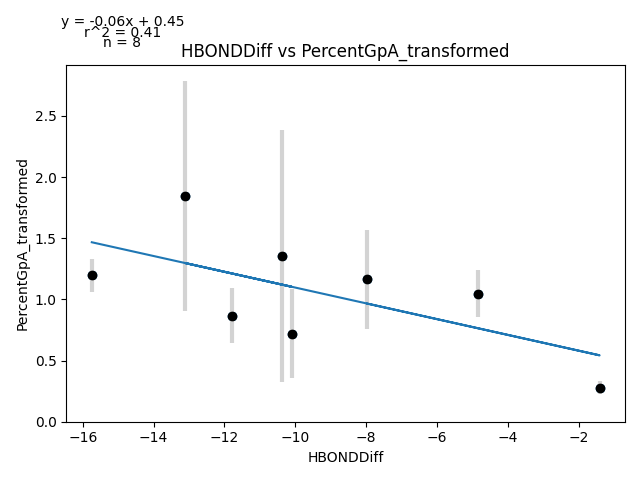 y = -0.06x + 0.45
r^2 = 0.41
n = 8
HBONDDiff vs PercentGpA_transformed
PercentGpA_transformed
2.5
2.0
1.5
1.0
0.5
0.0
−16
−14
−12
−10
−8
−6
−4
−2
HBONDDiff